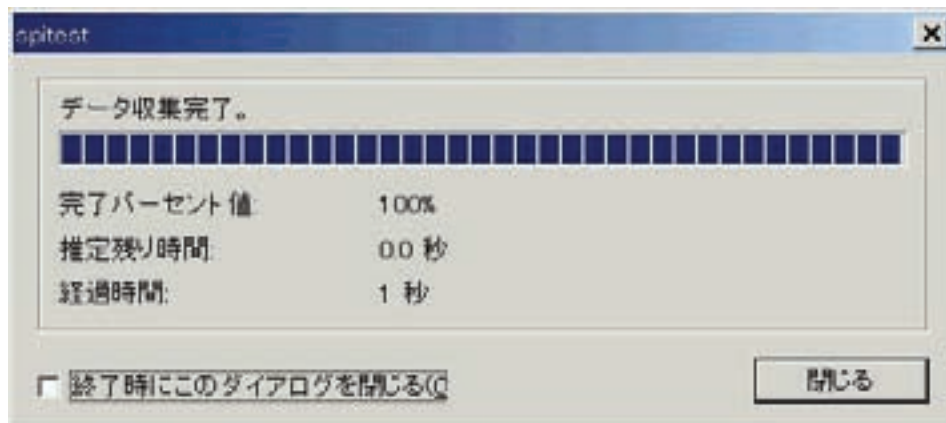 spitest
データ収集完了。
完了パーセント値: 100%
推定残り時間: 0.0 秒
経過時間: 1 秒
終了時にこのダイアログを閉じる(C
閉じる